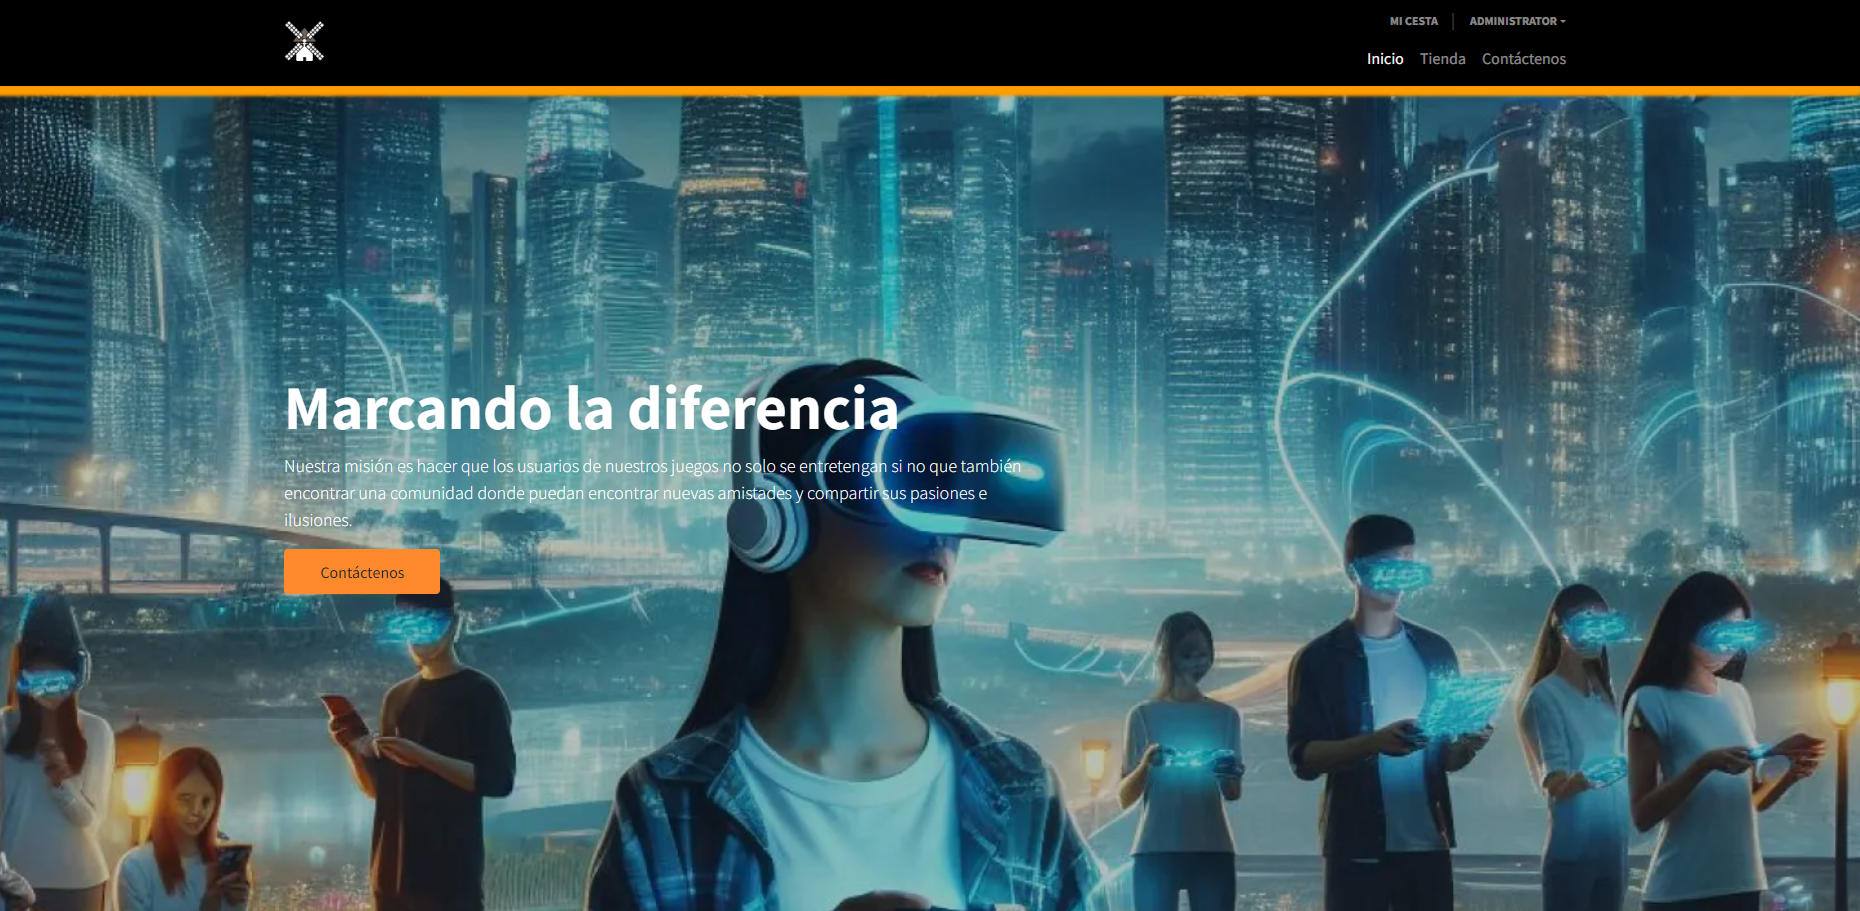 MI CESTA
ADMINISTRATOR
Inicio Tienda Contáctenos
Marcando la diferencia
Nuestra misión es hacer que los usuarios de nuestros juegos no solo se entretengan si no que también
encontrar una comunidad donde puedan encontrar nuevas amistades y compartir sus pasiones e
ilusiones.
Contáctenos